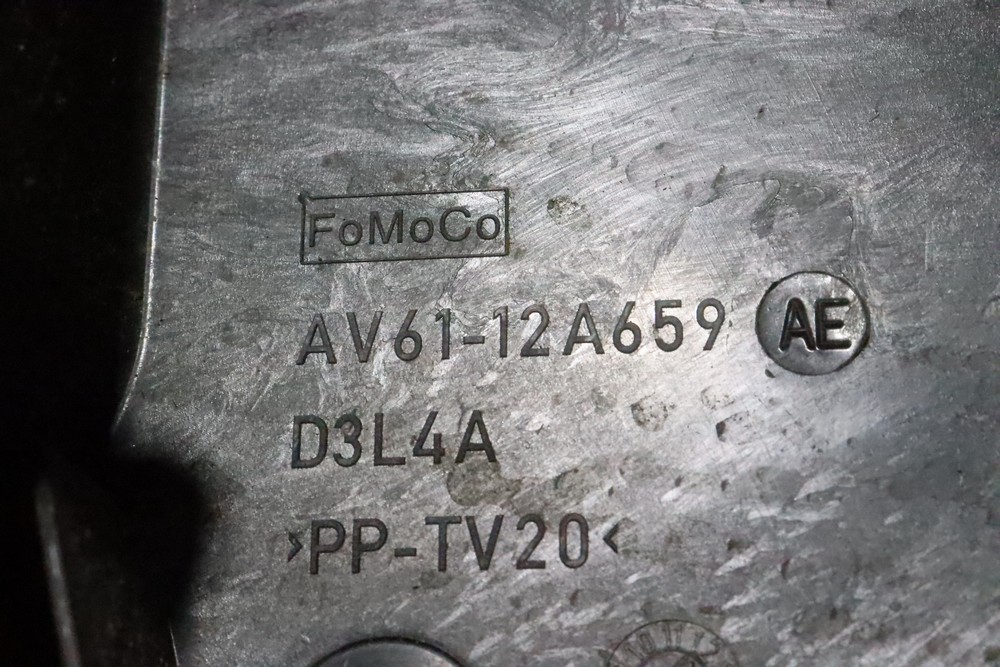 FoMoCo
AV61-12A659 AE
D3L4A
>PP-TV20<